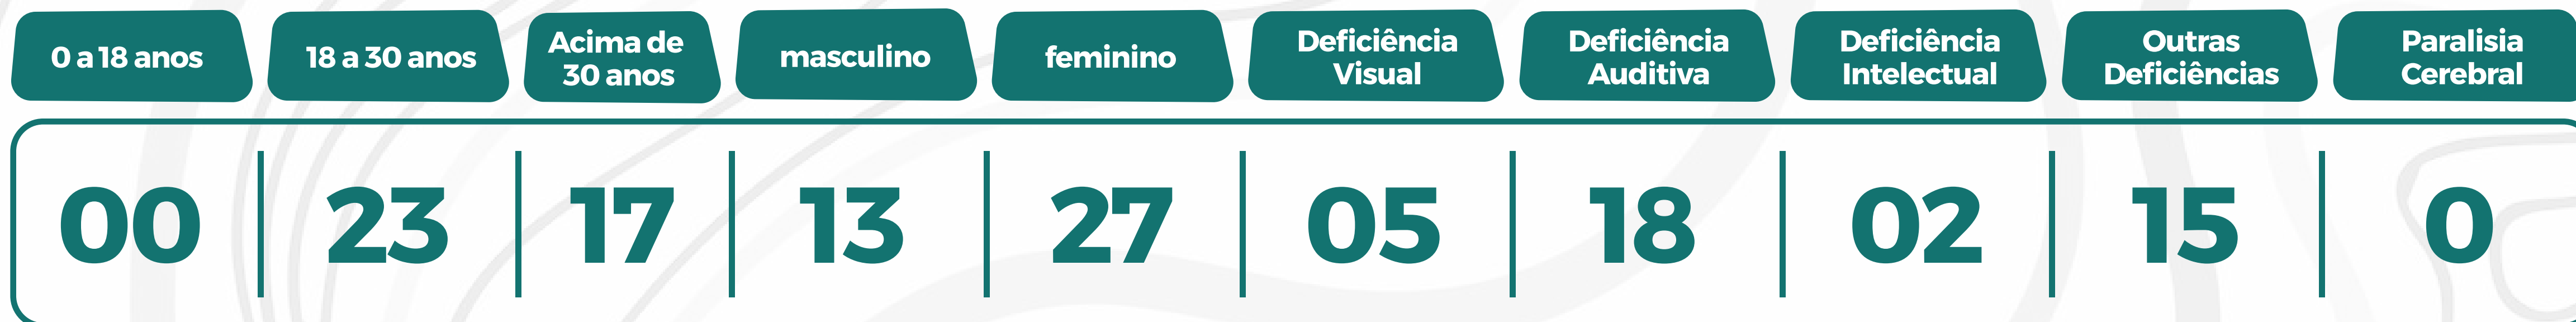 0 a 18 anos
18 a 30 anos
Acima de
30 anos
masculino
feminino
Deficiência
Visual
Deficiência
Auditiva
Deficiência
Intelectual
Outras
Deficiências
Paralisia
Cerebral
00
23
17
13
27
05
18
02
15
0